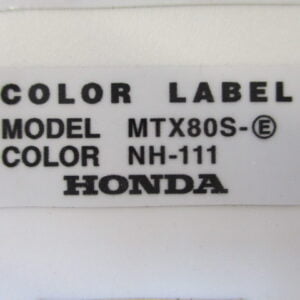 COLOR LABEL
MODEL MTX80S-Ⓔ
COLOR NH-111
HONDA